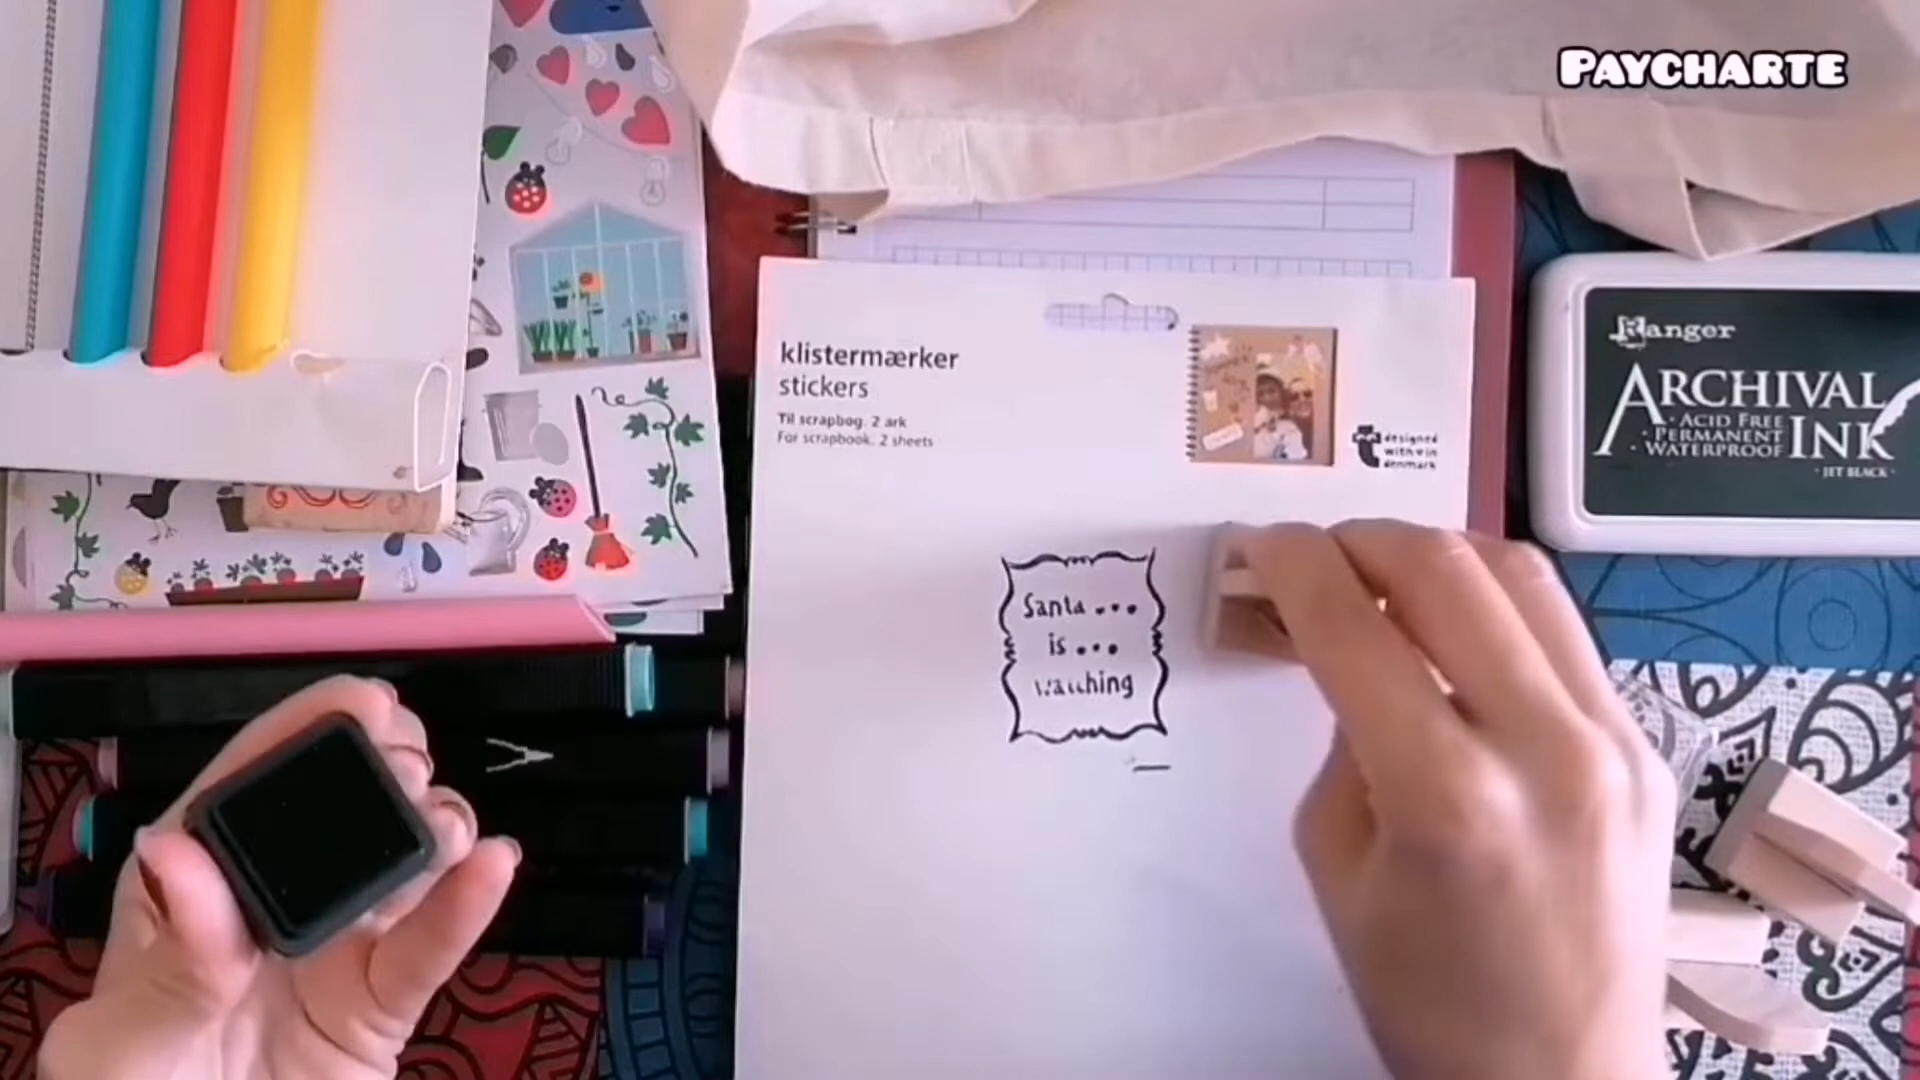 PAYCHARTE
klistermærker
stickers
Til scrapbog. 2 ark
For scrapbook. 2 sheets
designed
with ♥ in
denmark
Santa...
is...
watching
Ranger
ARCHIVAL
INK
• ACID FREE
• PERMANENT
• WATERPROOF
• JET BLACK •